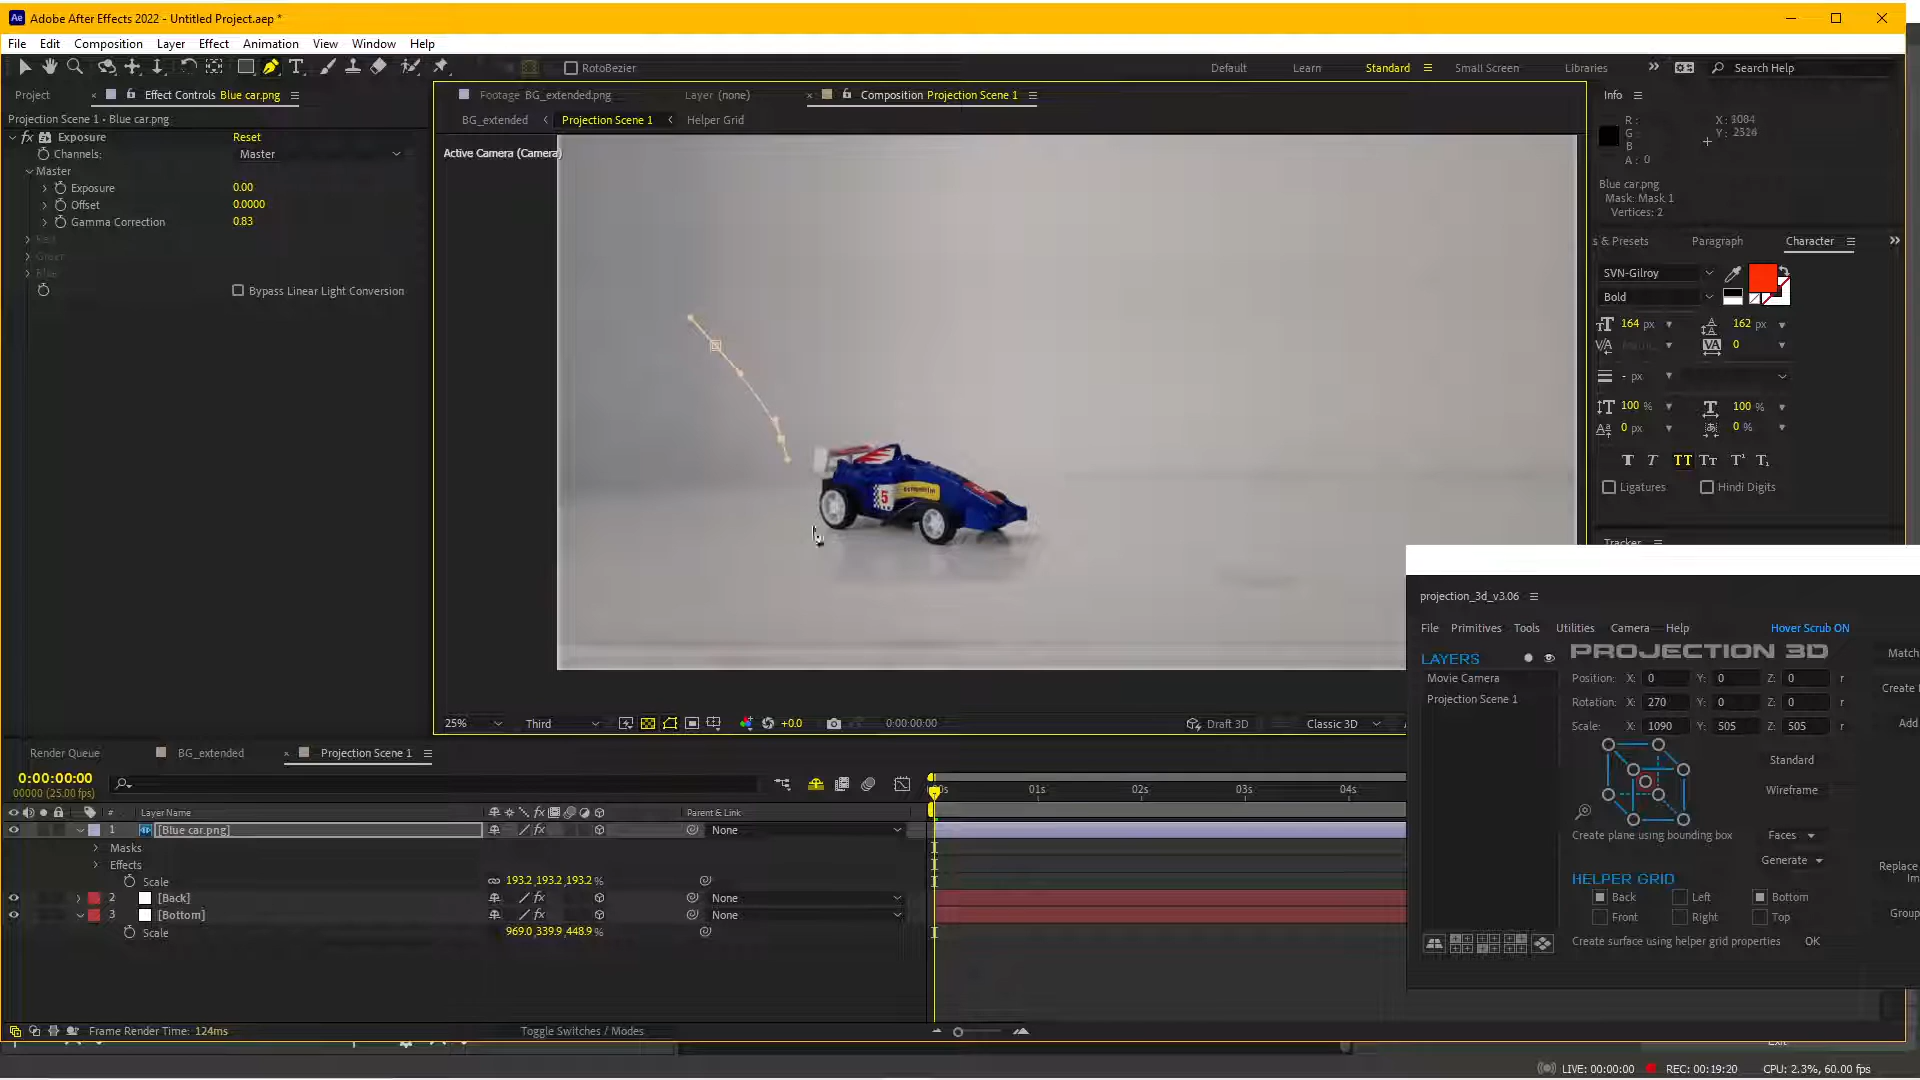 Ae Adobe After Effects 2022 - Untitled Project.aep *
File Edit Composition Layer Effect Animation View Window Help
RotoBezier
Default Learn Standard Small Screen Libraries
Search Help
Project Effect Controls Blue car.png
Projection Scene 1 - Blue car.png
fx Exposure Reset
Channels: Master
Master
Exposure 0.00
Offset 0.0000
Gamma Correction 0.83
Red
Green
Blue
Bypass Linear Light Conversion
Footage BG_extended.png Layer (none) Composition Projection Scene 1
BG_extended Projection Scene 1 Helper Grid
Active Camera (Camera)
5
25% Third +0.0 0:00:00:00 Draft 3D Classic 3D
Info
R :
G :
B :
A : 0
Y : 2526
Blue car.png
Mask: Mask 1
Vertices: 2
s & Presets Paragraph Character
SVN-Gilroy
Bold
164 px 162 px
0
- px
100 % 100 %
0 px 0 %
T T TT Tт T¹ T₁
Ligatures Hindi Digits
Tracker
projection_3d_v3.06
File Primitives Tools Utilities Camera Help Hover Scrub ON
LAYERS
Movie Camera
Projection Scene 1
PROJECTION 3D
Position: X: 0 Y: 0 Z: 0 r
Rotation: X: 270 Y: 0 Z: 0 r
Scale: X: 1090 Y: 505 Z: 505 r
Standard
Wireframe
Create plane using bounding box
Faces
Generate
HELPER GRID
Back Left Bottom
Front Right Top
Create surface using helper grid properties OK
Match
Create
Add
Replace
Im
Group
Render Queue BG_extended Projection Scene 1
0:00:00:00
00000 (25.00 fps)
# Layer Name Parent & Link
1 [Blue car.png] None
Masks
Effects
Scale 193.2,193.2,193.2 %
2 [Back] None
3 [Bottom] None
Scale 969.0,339.9,448.9 %
01s 02s 03s 04s
Frame Render Time: 124ms
Toggle Switches / Modes
LIVE: 00:00:00 REC: 00:19:20 CPU: 2.3%, 60.00 fps